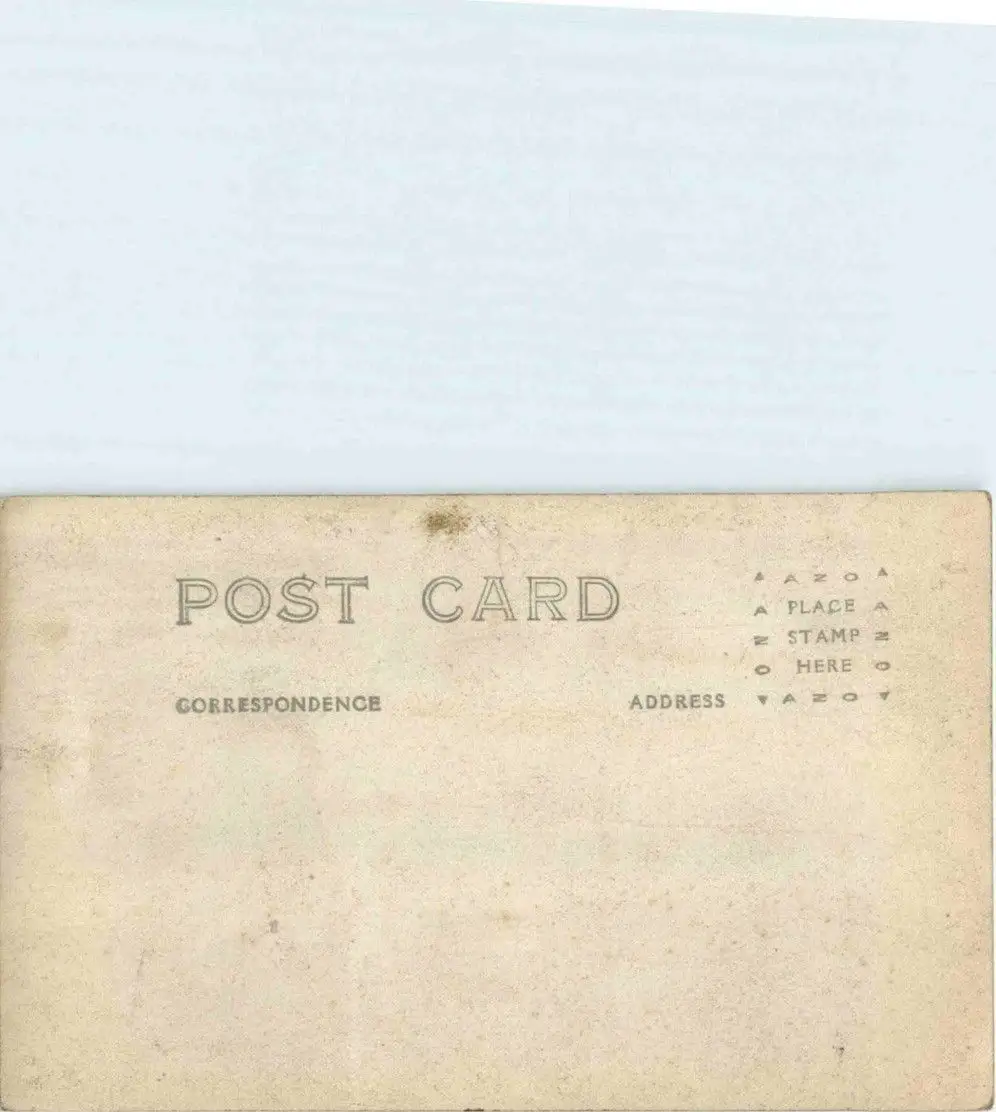 POST CARD
CORRESPONDENCE
ADDRESS
▲ AZO ▲
A PLACE A
Z STAMP Z
O HERE O
▼ AZO ▼